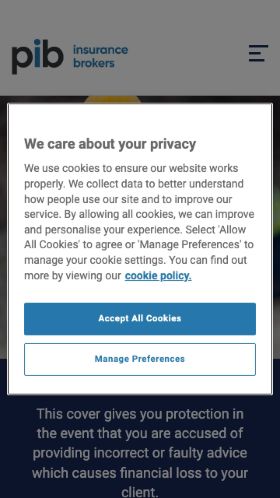 pib insurance
brokers
We care about your privacy
We use cookies to ensure our website works
properly. We collect data to better understand
how people use our site and to improve our
service. By allowing all cookies, we can improve
and personalise your experience. Select 'Allow
All Cookies' to agree or 'Manage Preferences' to
manage your cookie settings. You can find out
more by viewing our cookie policy.
Accept All Cookies
Manage Preferences
This cover gives you protection in
the event that you are accused of
providing incorrect or faulty advice
which causes financial loss to your
client.